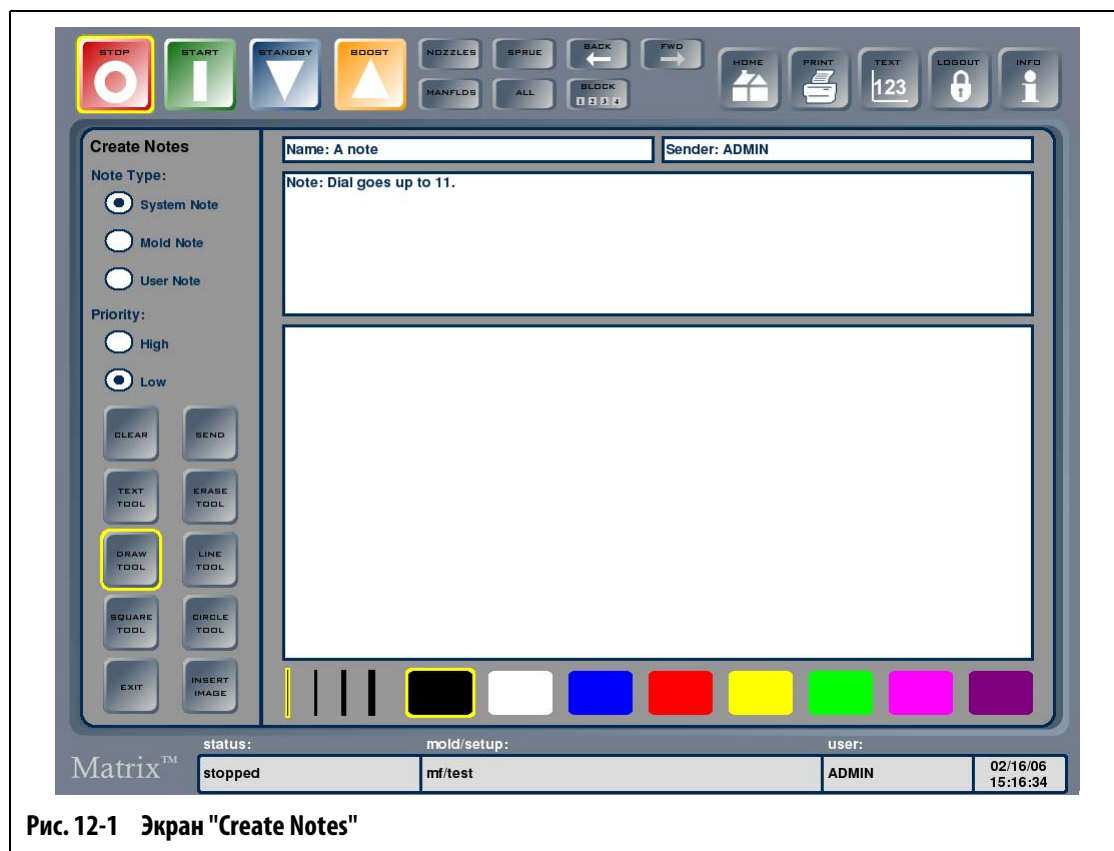 STOP START STANDBY BOOST NOZZLES SPRUE BACK FWD
MANFLDS ALL BLOCK
1 2 3 4
HOME PRINT TEXT LOGOUT INFO
123
Create Notes
Note Type:
System Note
Mold Note
User Note
Priority:
High
Low
CLEAR SEND
TEXT TOOL ERASE TOOL
DRAW TOOL LINE TOOL
SQUARE TOOL CIRCLE TOOL
EXIT INSERT IMAGE
Name: A note Sender: ADMIN
Note: Dial goes up to 11.
status: mold/setup: user:
Matrix™ stopped mf/test ADMIN 02/16/06
15:16:34
Рис. 12-1 Экран "Create Notes"